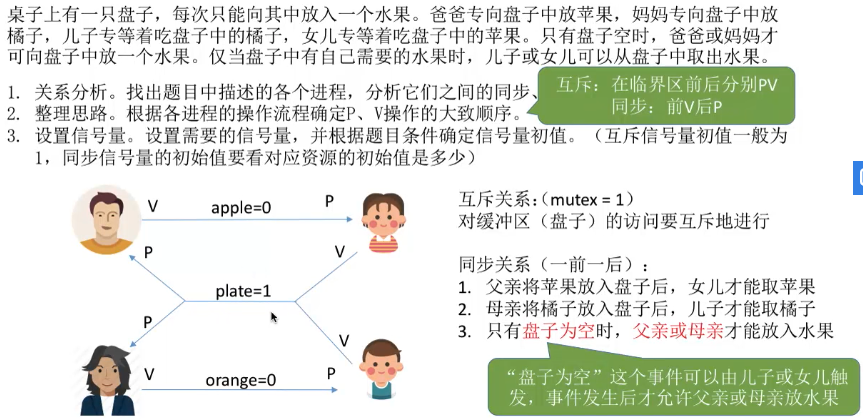 桌子上有一只盘子，每次只能向其中放入一个水果。爸爸专向盘子中放苹果，妈妈专向盘子中放
橘子，儿子专等着吃盘子中的橘子，女儿专等着吃盘子中的苹果。只有盘子空时，爸爸或妈妈才
可向盘子中放一个水果。仅当盘子中有自己需要的水果时，儿子或女儿可以从盘子中取出水果。
1. 关系分析。找出题目中描述的各个进程，分析它们之间的同步、
2. 整理思路。根据各进程的操作流程确定P、V操作的大致顺序。
互斥：在临界区前后分别PV
同步：前V后P
3. 设置信号量。设置需要的信号量，并根据题目条件确定信号量初值。（互斥信号量初值一般为
1，同步信号量的初始值要看对应资源的初始值是多少）
V apple=0 P
P V
plate=1
P V
V orange=0 P
互斥关系：（mutex = 1）
对缓冲区（盘子）的访问要互斥地进行
同步关系（一前一后）：
1. 父亲将苹果放入盘子后，女儿才能取苹果
2. 母亲将橘子放入盘子后，儿子才能取橘子
3. 只有盘子为空时，父亲或母亲才能放入水果
“盘子为空”这个事件可以由儿子或女儿触
发，事件发生后才允许父亲或母亲放水果